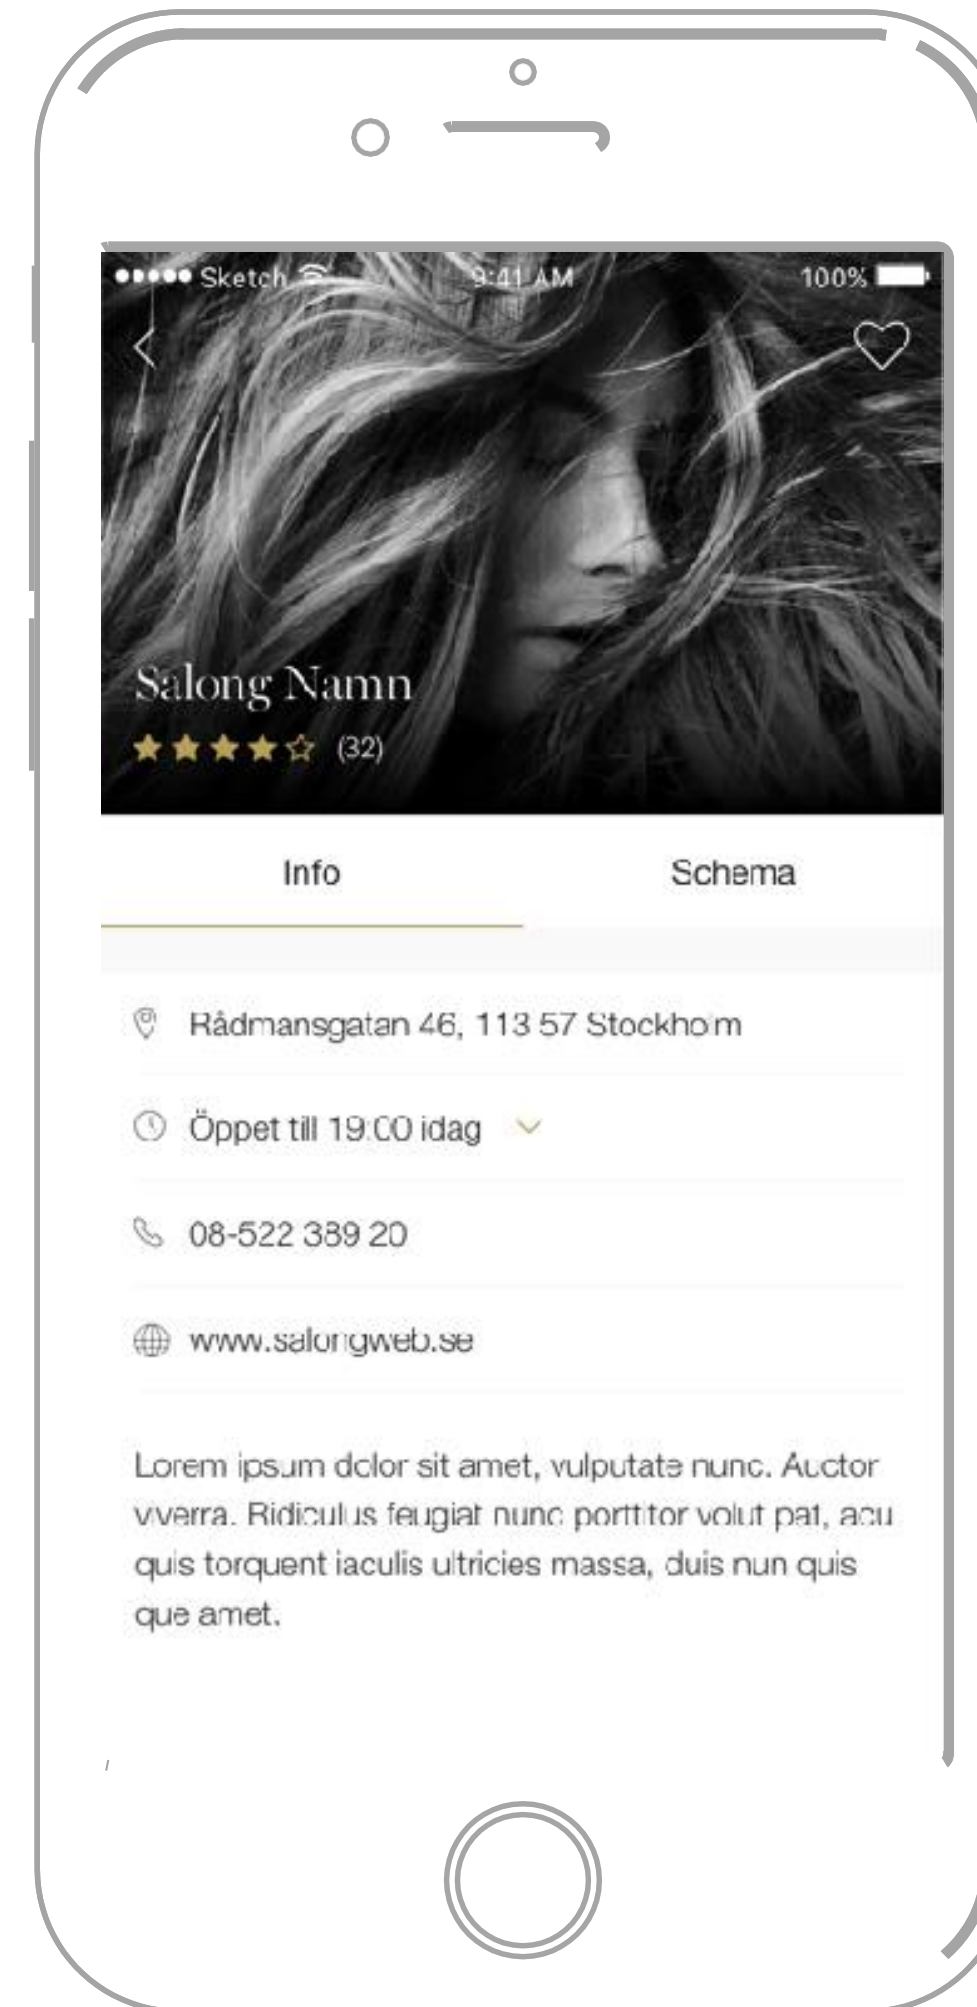 Sketch 9:41 AM 100%
Salong Namn
(32)
Info Schema
Rådmansgatan 46, 113 57 Stockholm
Öppet till 19:00 idag
08-522 389 20
www.salongweb.se
Lorem ipsum dolor sit amet, vulputate nunc. Auctor
viverra. Ridiculus feugiat nunc porttitor volut pat, acu
quis torquent iaculis ultricies massa, duis nun quis
que amet.